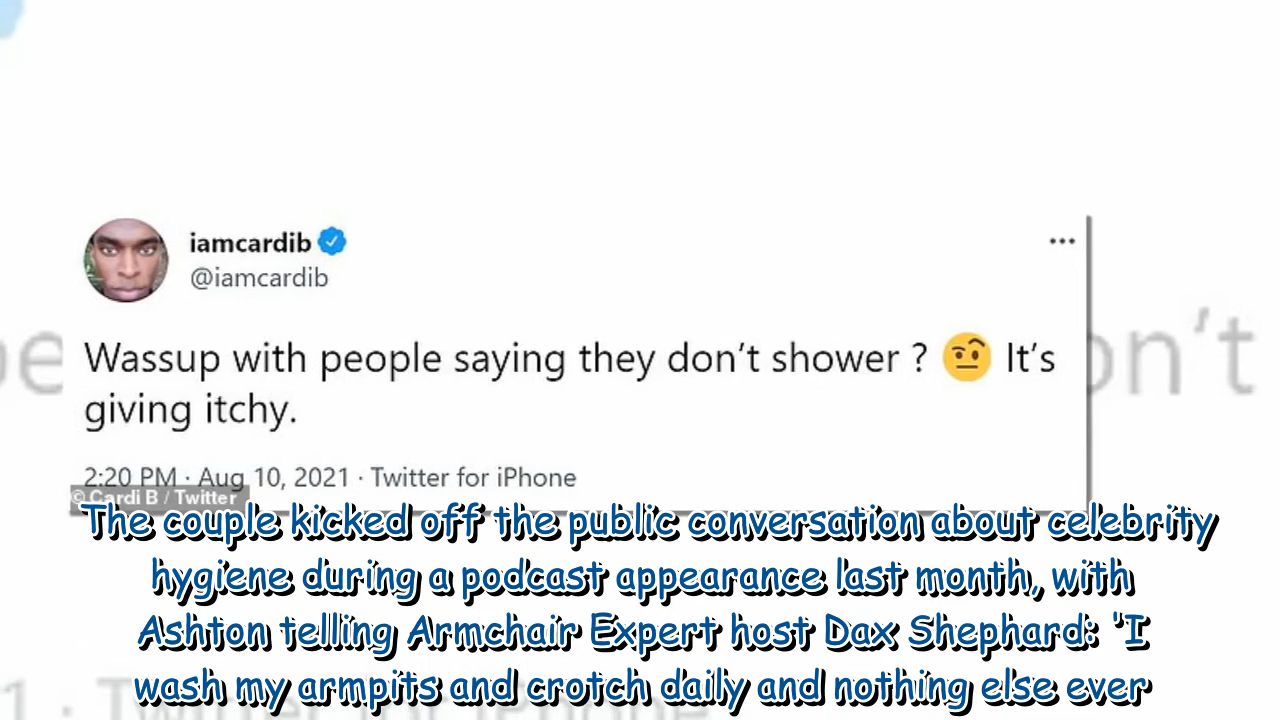 iamcardib
@iamcardib
Wassup with people saying they don’t shower ? 🤨 It’s
giving itchy.
be
on’t
2:20 PM · Aug 10, 2021 · Twitter for iPhone
© Cardi B / Twitter
The couple kicked off the public conversation about celebrity
hygiene during a podcast appearance last month, with
Ashton telling Armchair Expert host Dax Shephard: 'I
wash my armpits and crotch daily and nothing else ever